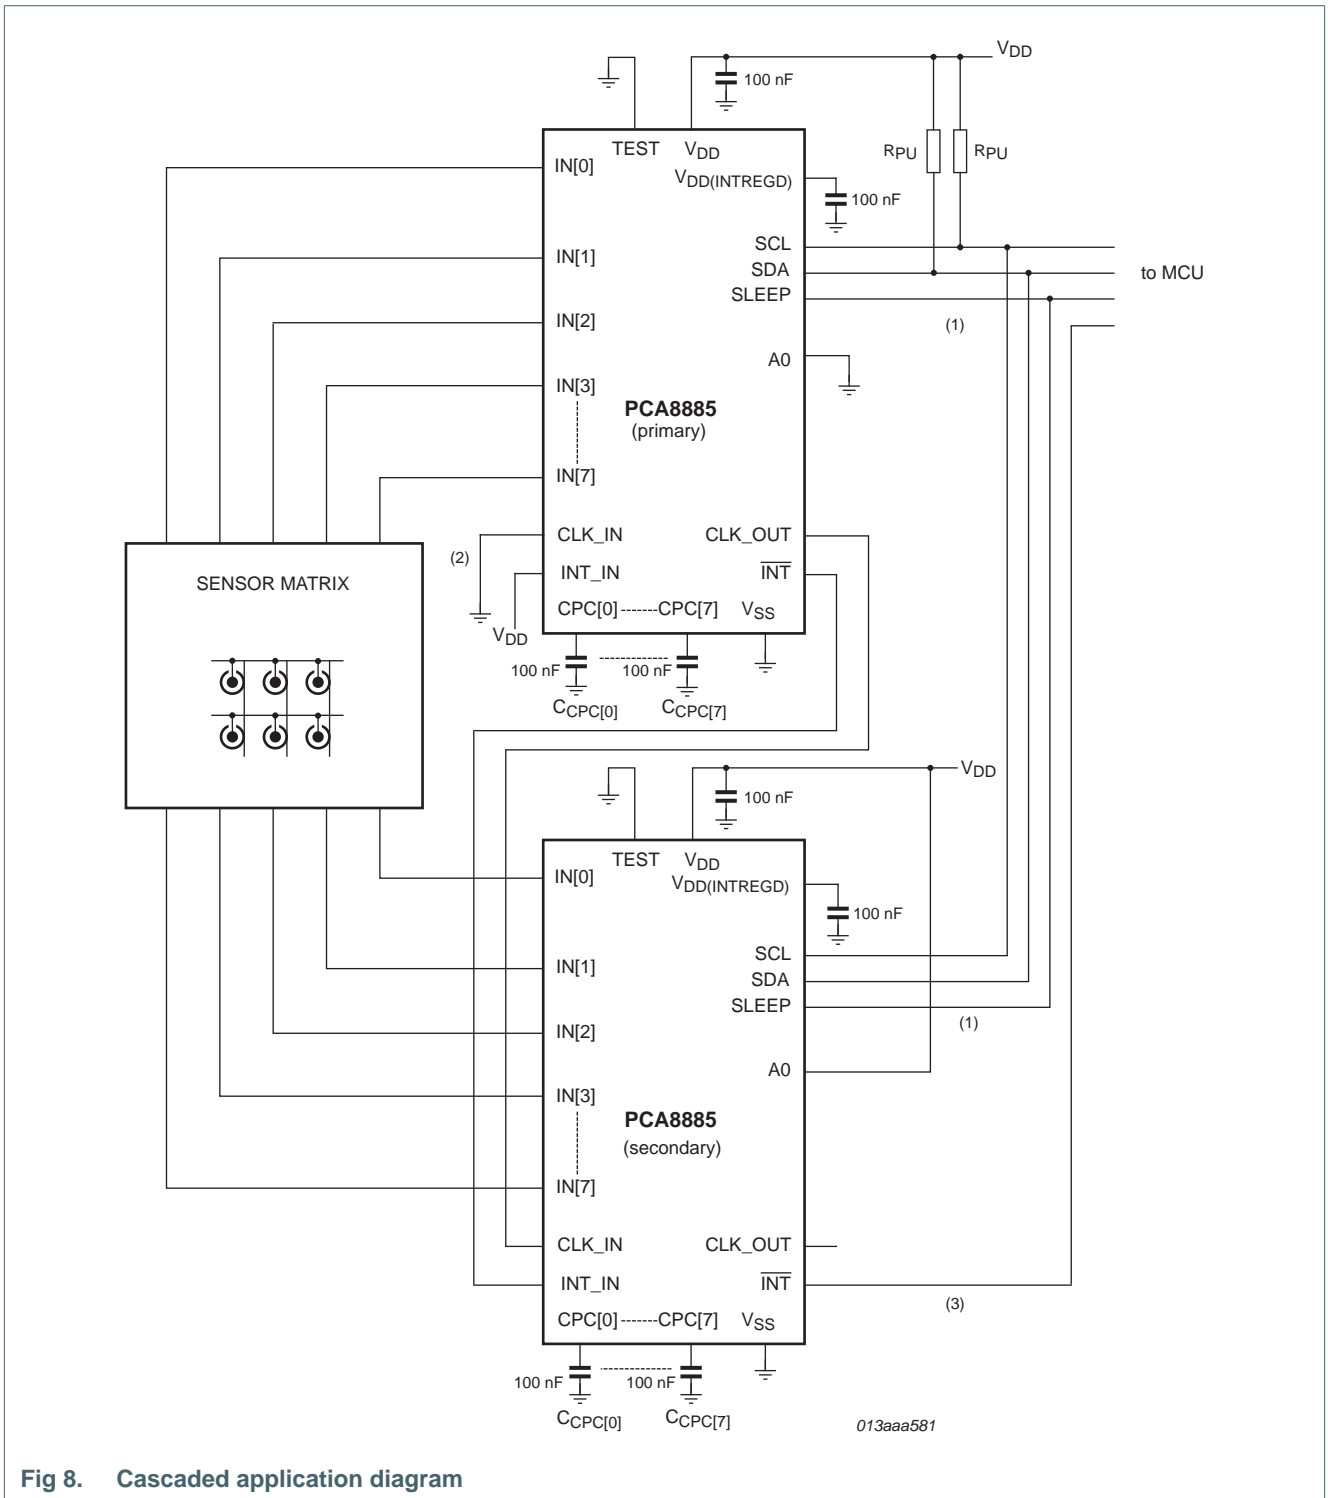 VDD
100 nF
TEST VDD
RPU RPU
IN[0]
VDD(INTREGD)
100 nF
SCL
IN[1]
SDA
to MCU
SLEEP
IN[2]
(1)
A0
IN[3]
PCA8885
(primary)
IN[7]
(2)
CLK_IN CLK_OUT
INT_IN INT
SENSOR MATRIX
CPC[0] CPC[7] VSS
VDD
100 nF 100 nF
CCPC[0] CCPC[7]
VDD
100 nF
TEST VDD
IN[0]
VDD(INTREGD)
100 nF
SCL
IN[1]
SDA
SLEEP
(1)
IN[2]
A0
IN[3]
PCA8885
(secondary)
IN[7]
CLK_IN CLK_OUT
INT_IN INT
(3)
CPC[0] CPC[7] VSS
100 nF 100 nF
CCPC[0] CCPC[7]
013aaa581
Fig 8. Cascaded application diagram